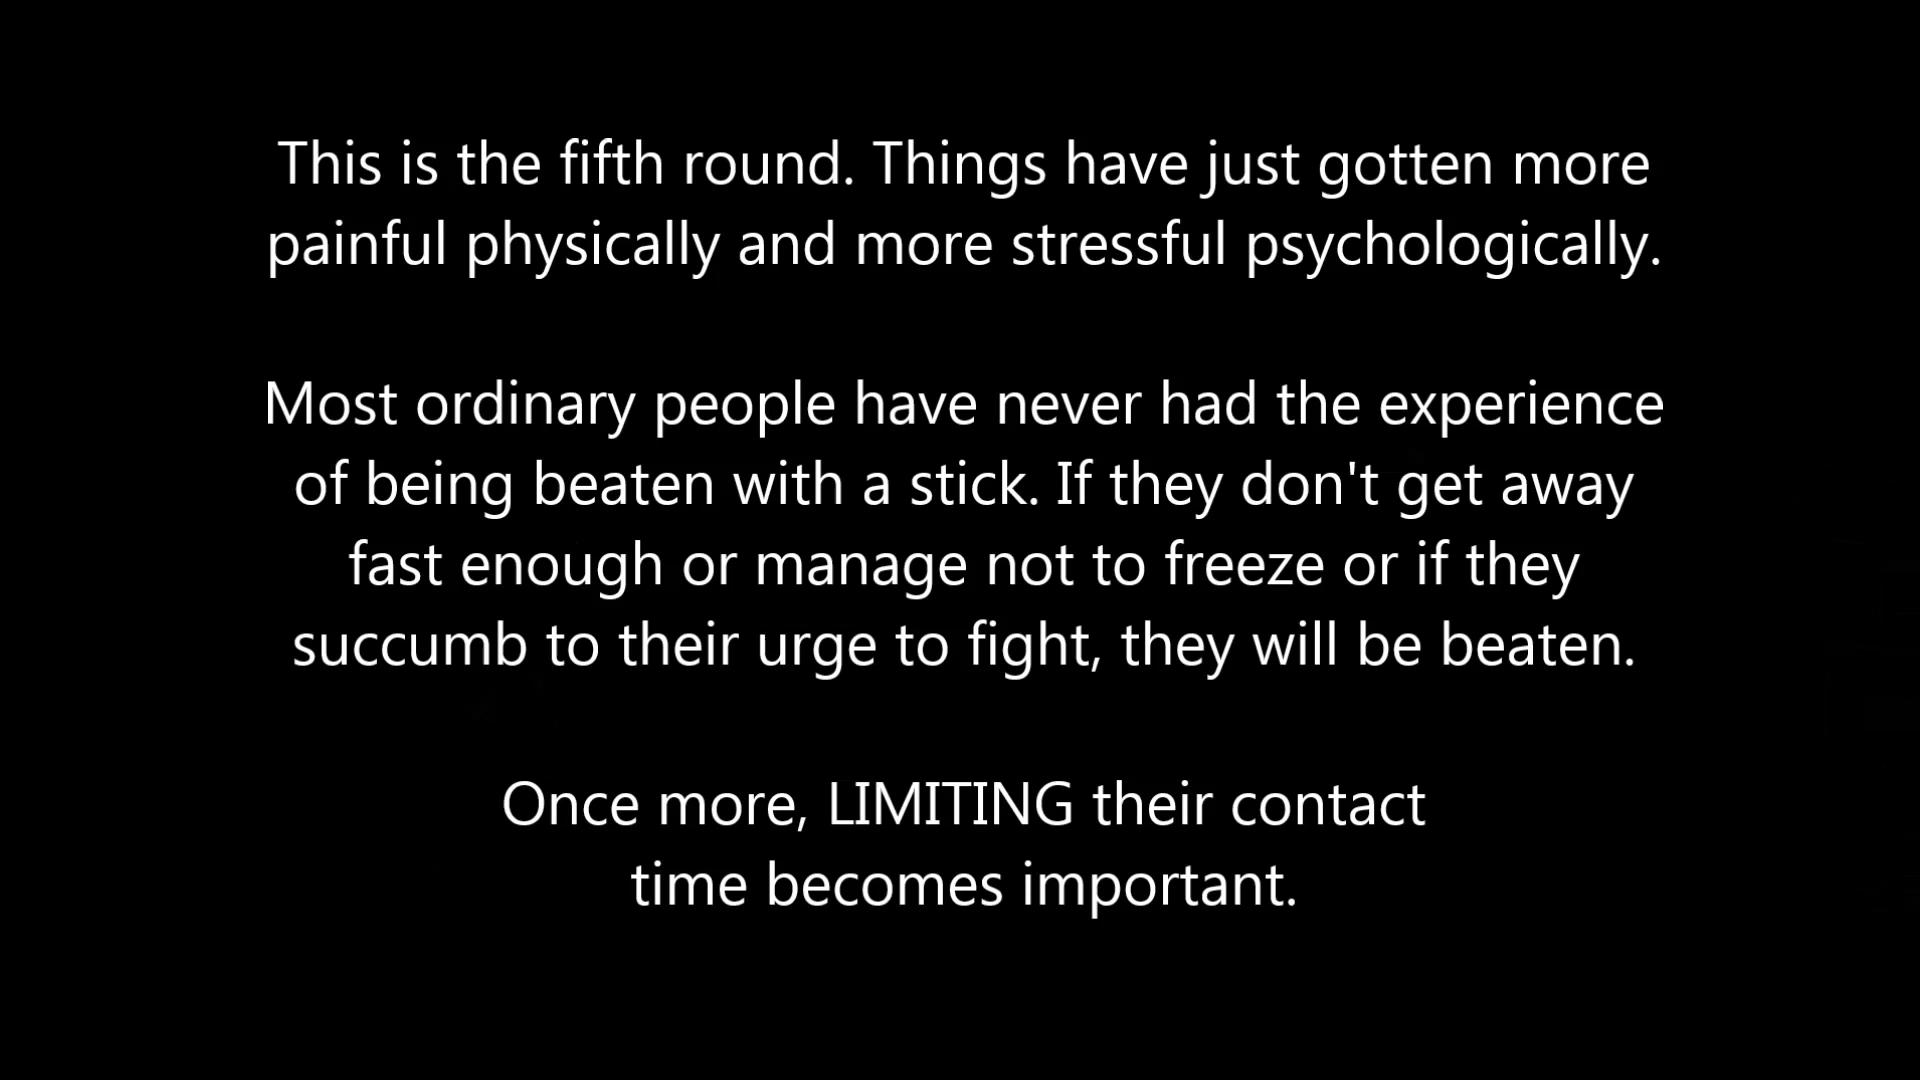 This is the fifth round. Things have just gotten more
painful physically and more stressful psychologically.
Most ordinary people have never had the experience
of being beaten with a stick. If they don't get away
fast enough or manage not to freeze or if they
succumb to their urge to fight, they will be beaten.
Once more, LIMITING their contact
time becomes important.